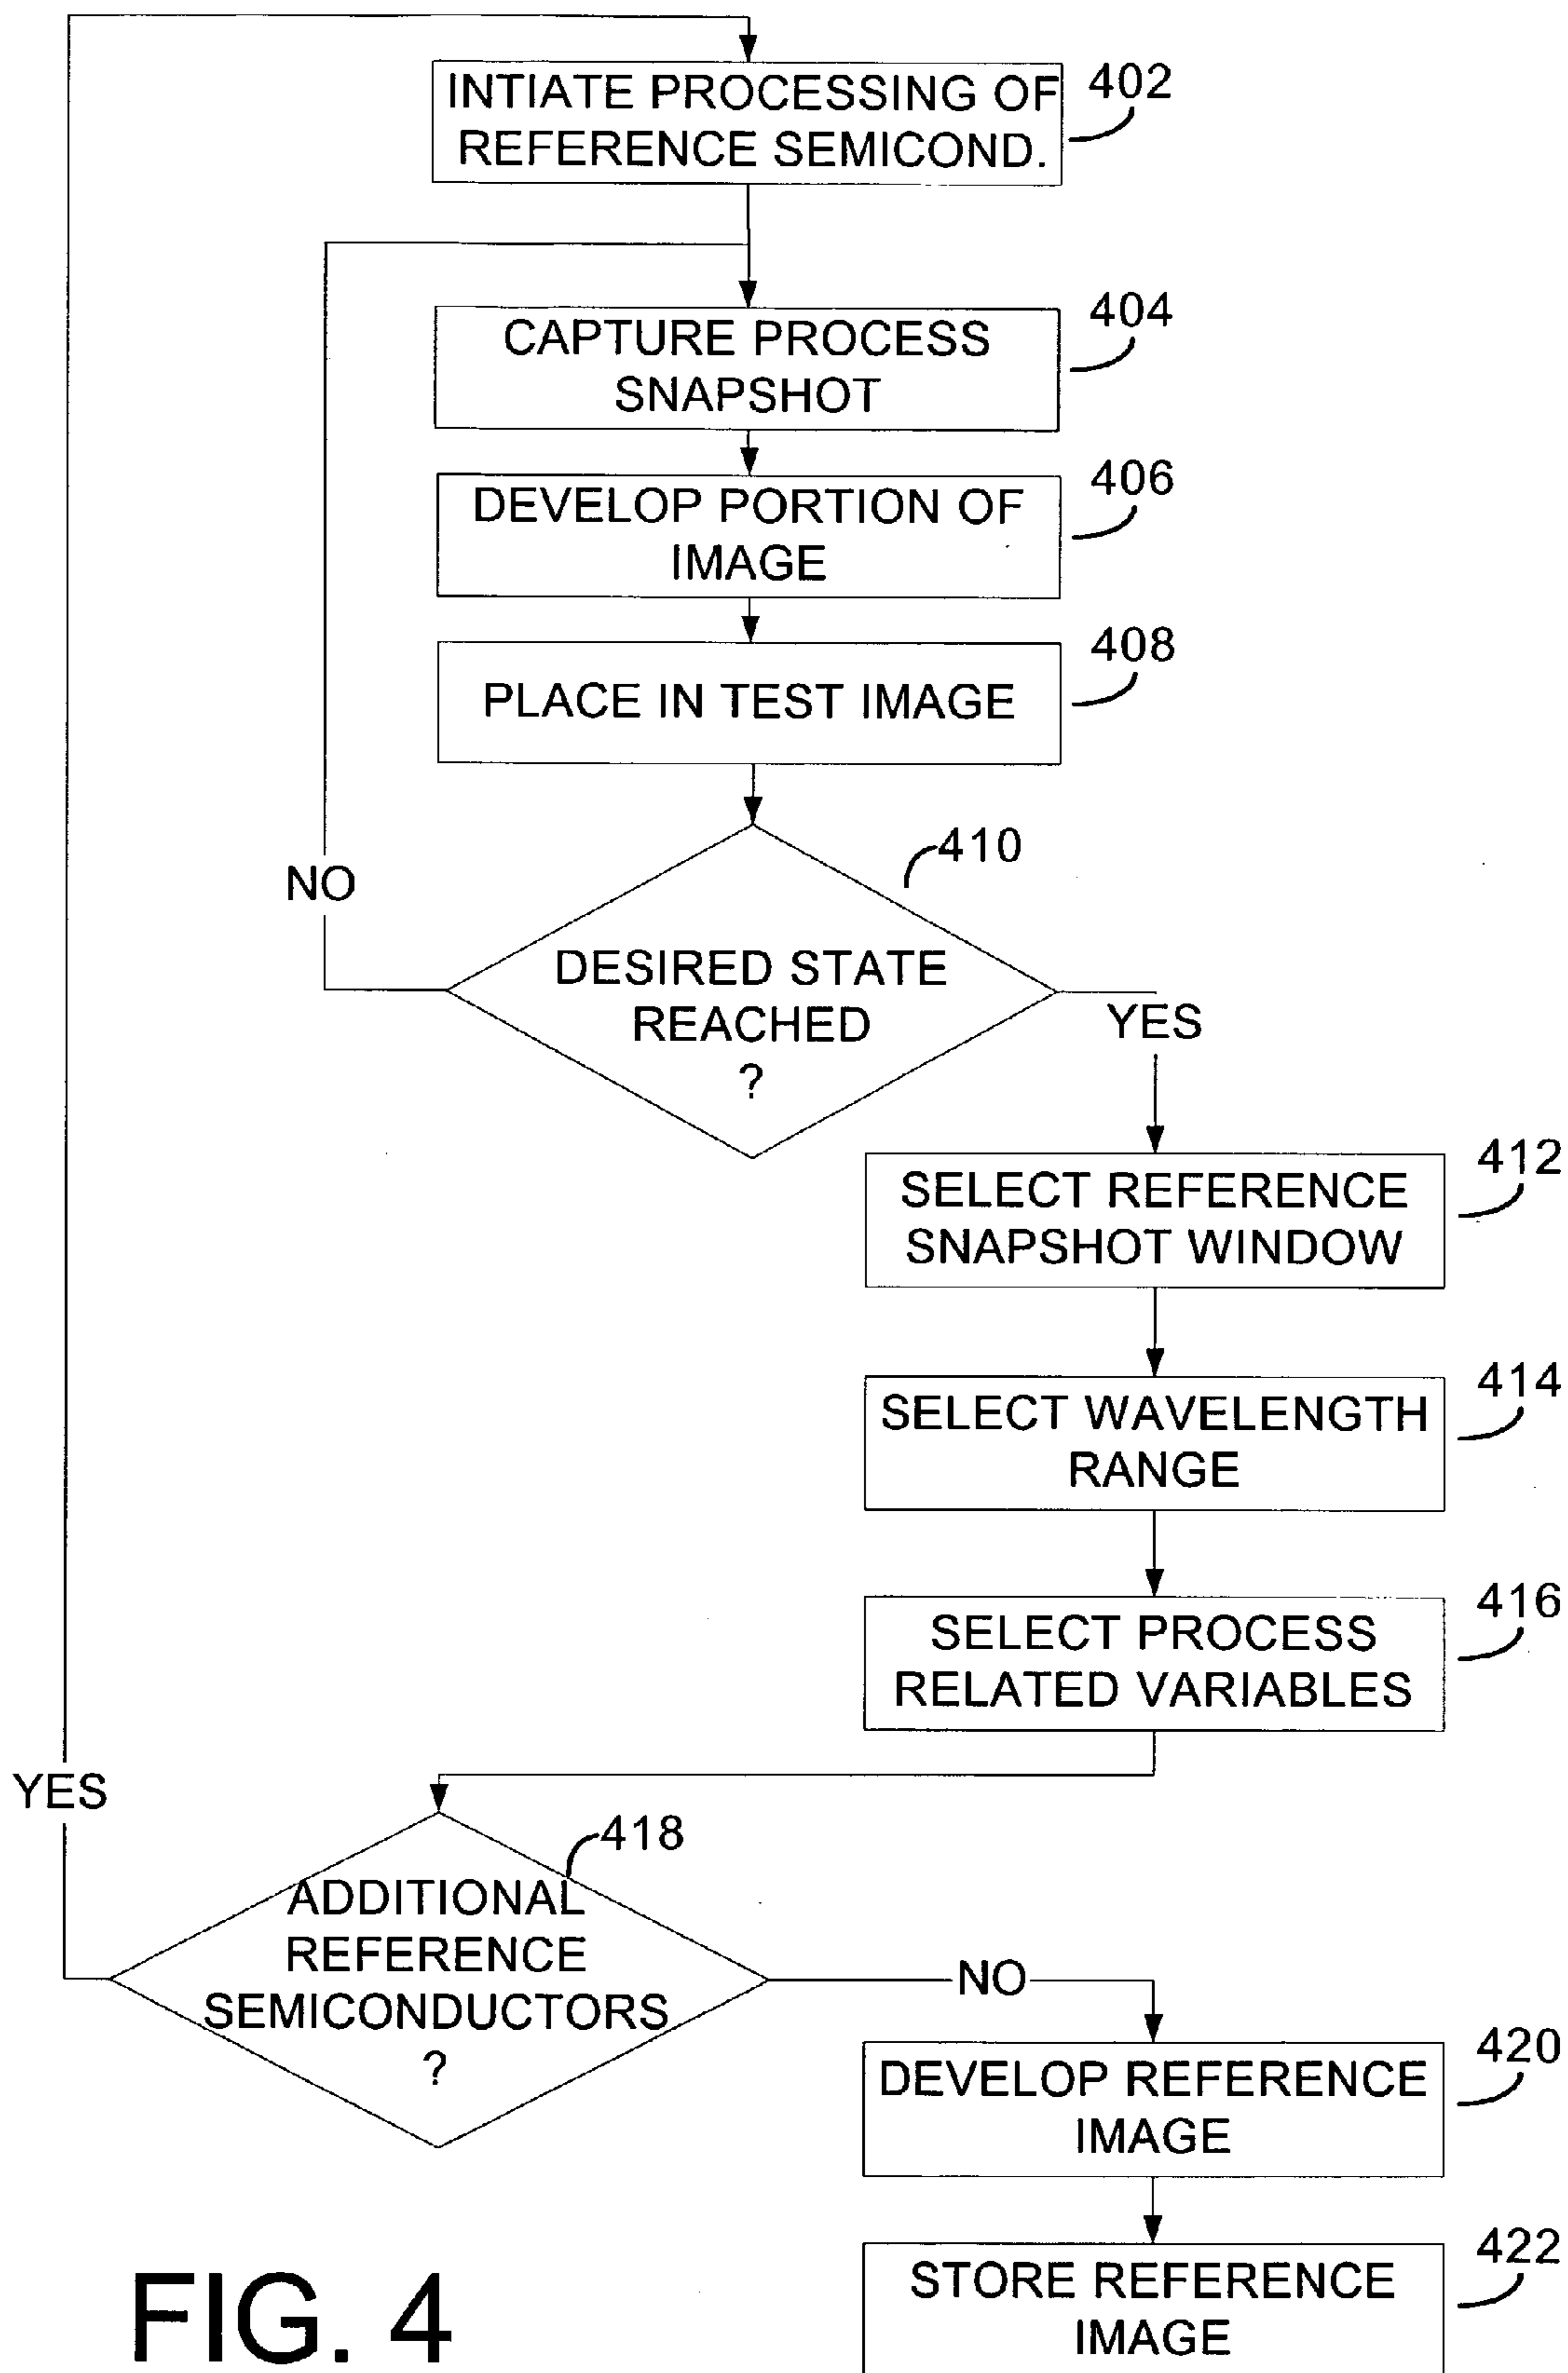 INTIATE PROCESSING OF
REFERENCE SEMICOND.
402
CAPTURE PROCESS
SNAPSHOT
404
DEVELOP PORTION OF
IMAGE
406
PLACE IN TEST IMAGE
408
410
NO
DESIRED STATE
REACHED
?
YES
SELECT REFERENCE
SNAPSHOT WINDOW
412
SELECT WAVELENGTH
RANGE
414
SELECT PROCESS
RELATED VARIABLES
416
YES
418
ADDITIONAL
REFERENCE
SEMICONDUCTORS
?
NO
DEVELOP REFERENCE
IMAGE
420
STORE REFERENCE
IMAGE
422
FIG. 4